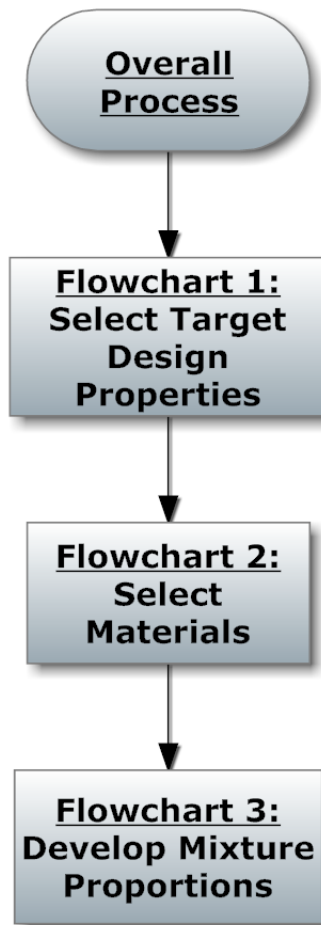 Overall
Process
Flowchart 1:
Select Target
Design
Properties
Flowchart 2:
Select
Materials
Flowchart 3:
Develop Mixture
Proportions